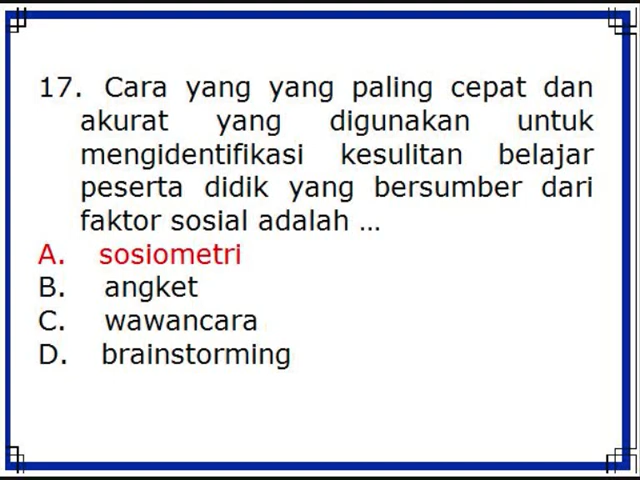 17. Cara yang yang paling cepat dan
akurat yang digunakan untuk
mengidentifikasi kesulitan belajar
peserta didik yang bersumber dari
faktor sosial adalah ...
A. sosiometri
B. angket
C. wawancara
D. brainstorming